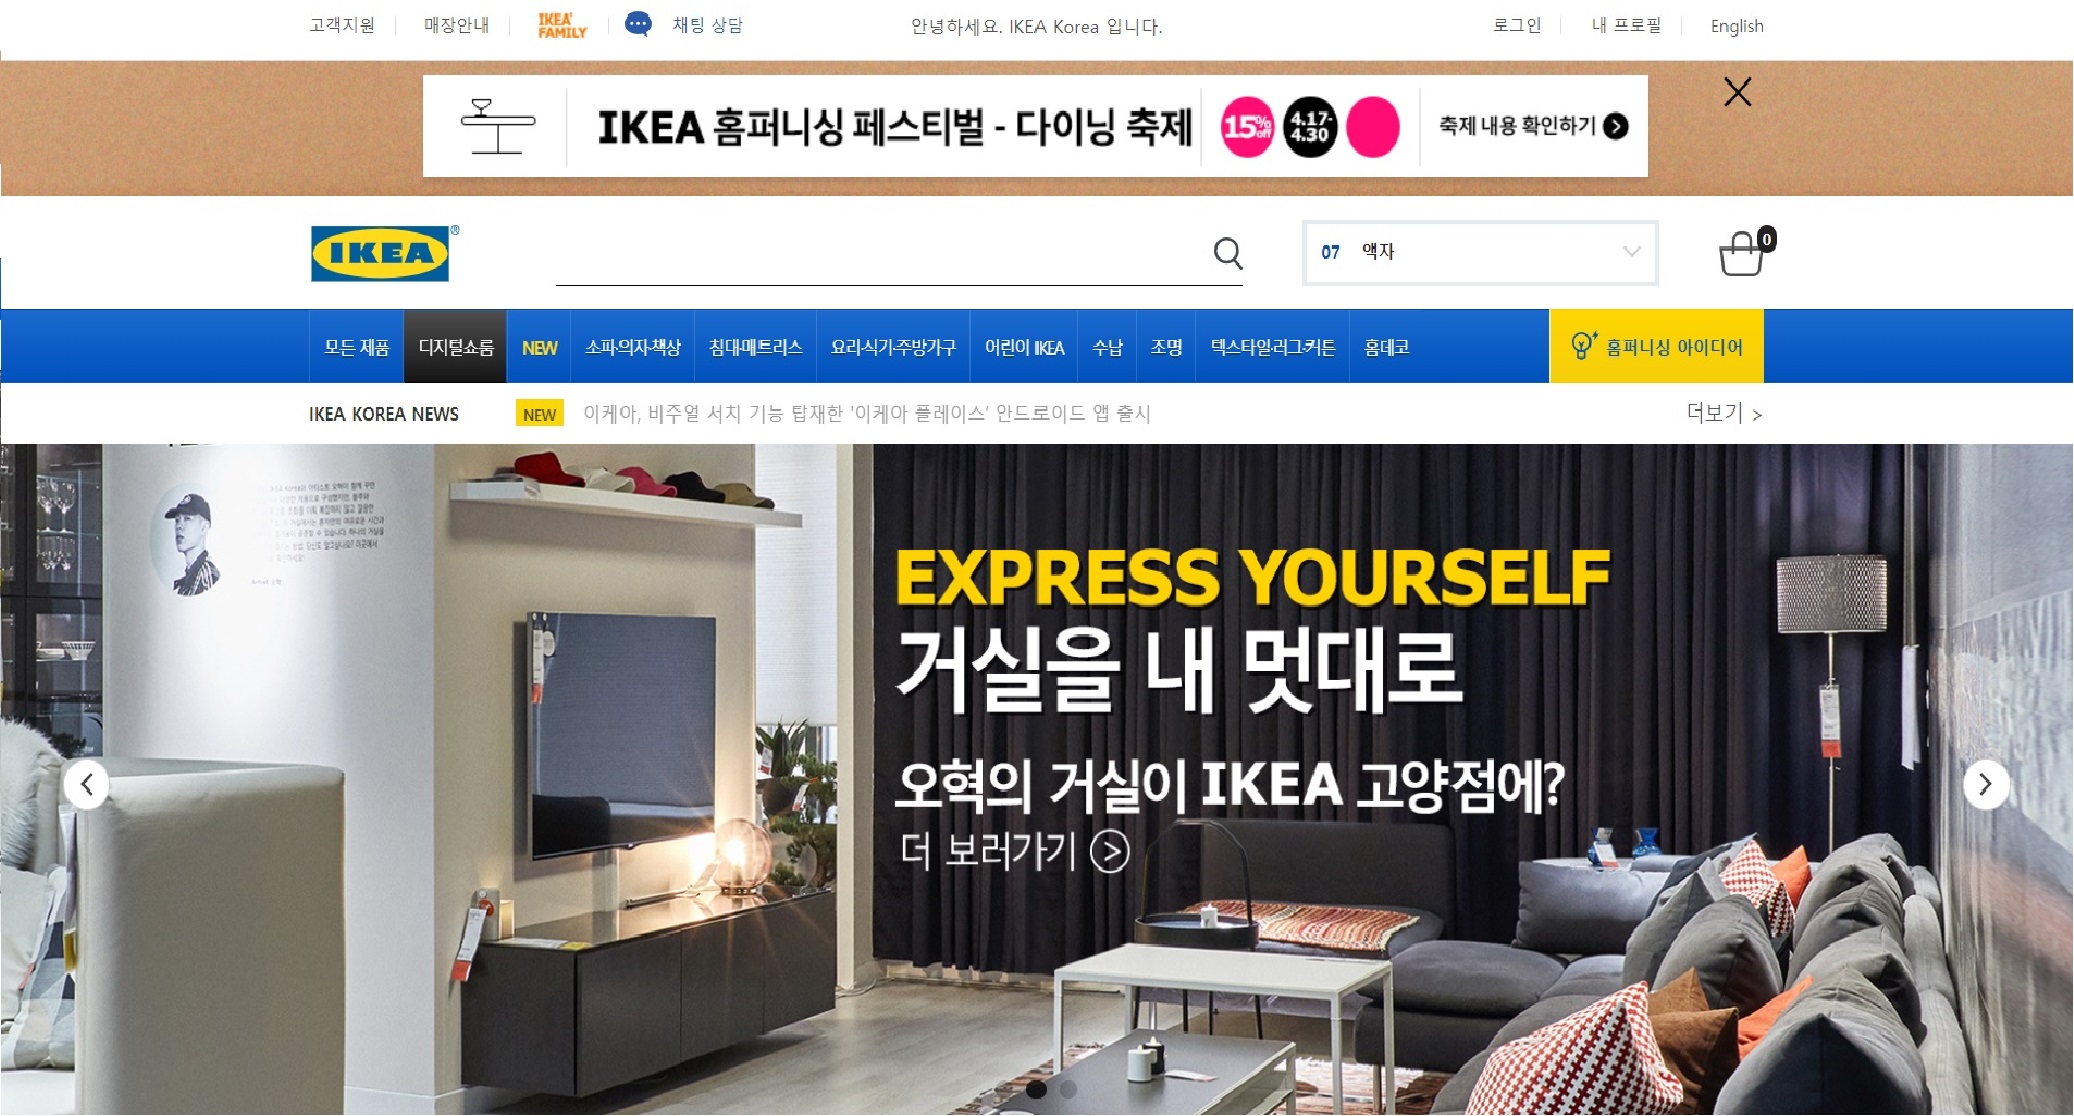 고객지원
매장안내
IKEA FAMILY
채팅 상담
안녕하세요. IKEA Korea 입니다.
로그인
내 프로필
English
IKEA 홈퍼니싱 페스티벌 - 다이닝 축제
15% off
4.17-
4.30
축제 내용 확인하기
IKEA®
07 액자
0
모든 제품
디지털쇼룸
NEW
소파·의자·책상
침대·매트리스
요리·식기·주방가구
어린이 IKEA
수납
조명
텍스타일·러그·커튼
홈데코
홈퍼니싱 아이디어
IKEA KOREA NEWS
NEW
이케아, 비주얼 서치 기능 탑재한 '이케아 플레이스' 안드로이드 앱 출시
더보기 >
EXPRESS YOURSELF
거실을 내 멋대로
오혁의 거실이 IKEA 고양점에?
더 보러가기